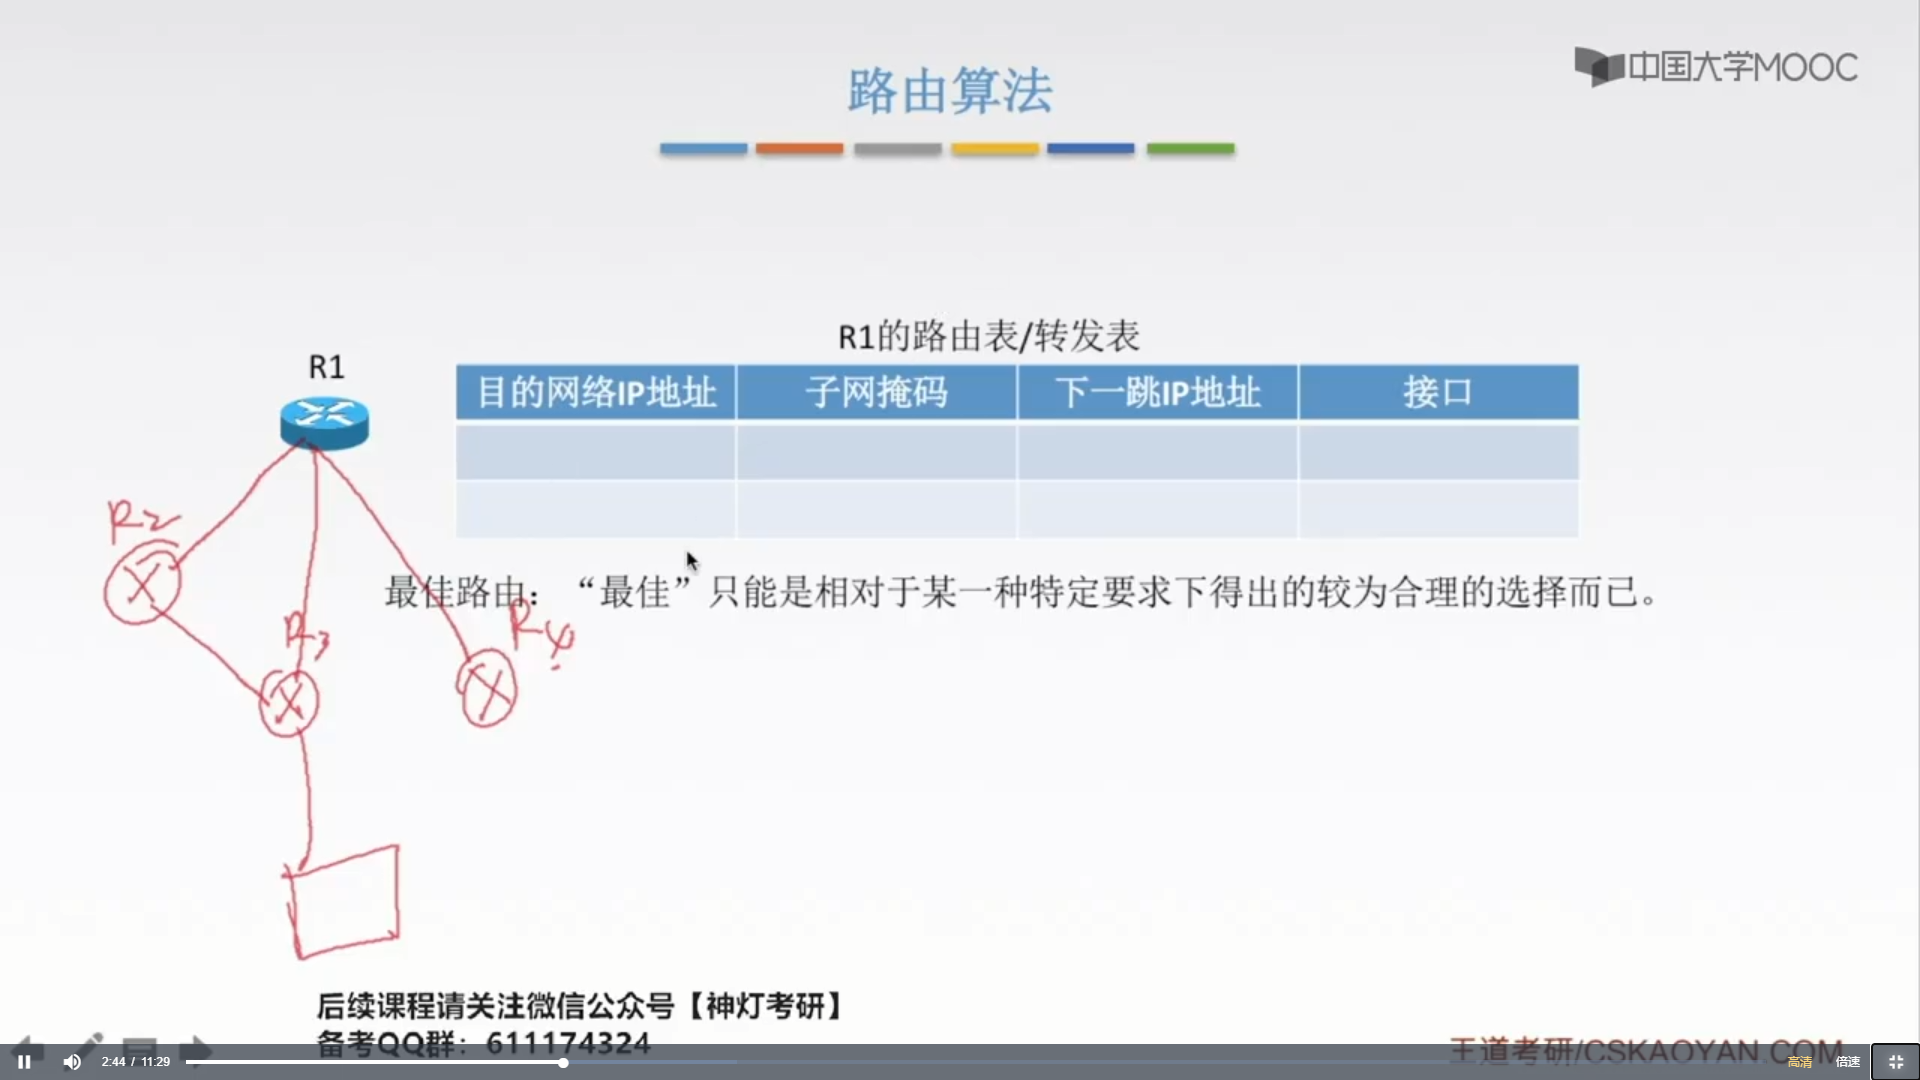 中国大学MOOC
路由算法
R1的路由表/转发表
R1
目的网络IP地址 子网掩码 下一跳IP地址 接口
R2
最佳路由：“最佳”只能是相对于某一种特定要求下得出的较为合理的选择而已。
R3
R4
后续课程请关注微信公众号【神灯考研】
备考QQ群：611174324
王道考研/CSKAOYAN.COM
2:44 / 11:29
高清 倍速